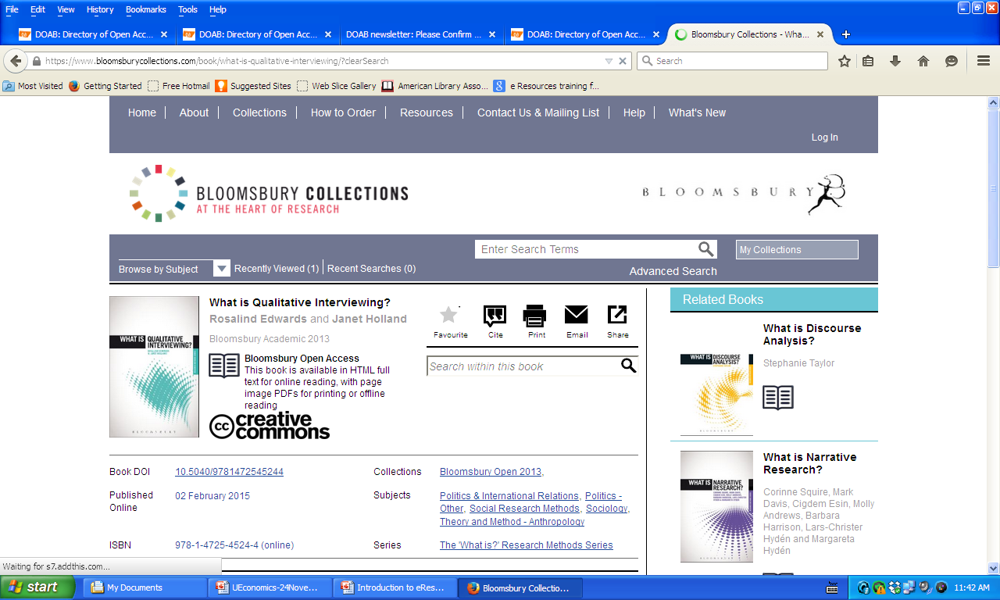 File Edit View History Bookmarks Tools Help
DOAB: Directory of Open Acc... DOAB: Directory of Open Acc... DOAB newsletter: Please Confirm ... DOAB: Directory of Open Acc... Bloomsbury Collections - Wha...
https://www.bloomsburycollections.com/book/what-is-qualitative-interviewing/?clearSearch Search
Most Visited Getting Started Free Hotmail Suggested Sites Web Slice Gallery American Library Asso... e Resources training f...
Home About Collections How to Order Resources Contact Us & Mailing List Help What's New
Log In
BLOOMSBURY COLLECTIONS
AT THE HEART OF RESEARCH
BLOOMSBURY
Enter Search Terms
My Collections
Browse by Subject Recently Viewed (1) Recent Searches (0)
Advanced Search
WHAT IS QUALITATIVE INTERVIEWING?
BLOOMSBURY
What is Qualitative Interviewing?
Rosalind Edwards and Janet Holland
Bloomsbury Academic 2013
Bloomsbury Open Access
This book is available in HTML full
text for online reading, with page
image PDFs for printing or offline
reading
cc creative
commons
Favourite Cite Print Email Share
Search within this book
Book DOI 10.5040/9781472545244
Published
Online
02 February 2015
ISBN 978-1-4725-4524-4 (online)
Collections Bloomsbury Open 2013,
Subjects Politics & International Relations, Politics -
Other, Social Research Methods, Sociology,
Theory and Method - Anthropology
Series The 'What is?' Research Methods Series
Related Books
WHAT IS DISCOURSE ANALYSIS?
BLOOMSBURY
What is Discourse
Analysis?
Stephanie Taylor
WHAT IS NARRATIVE RESEARCH?
BLOOMSBURY
What is Narrative
Research?
Corinne Squire, Mark
Davis, Cigdem Esin, Molly
Andrews, Barbara
Harrison, Lars-Christer
Hydén and Margareta
Hydén
Waiting for s7.addthis.com...
start My Documents UEconomics-24Nove... Introduction to eRes... Bloomsbury Collectio... 11:42 AM